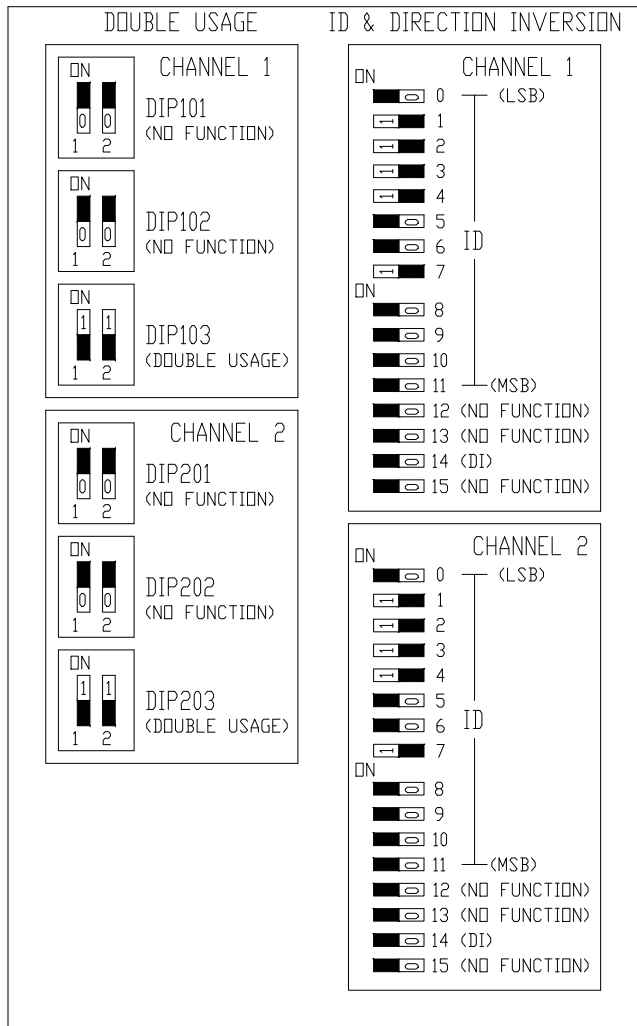 DOUBLE USAGE
CHANNEL 1
ON
0 0
1 2
DIP101
(NO FUNCTION)
ON
0 0
1 2
DIP102
(NO FUNCTION)
ON
1 1
1 2
DIP103
(DOUBLE USAGE)
CHANNEL 2
ON
0 0
1 2
DIP201
(NO FUNCTION)
ON
0 0
1 2
DIP202
(NO FUNCTION)
ON
1 1
1 2
DIP203
(DOUBLE USAGE)
ID & DIRECTION INVERSION
CHANNEL 1
ON
0 0 (LSB)
1 1
1 2
1 3
1 4
0 5
0 6
ID
1 7
ON
0 8
0 9
0 10
0 11 (MSB)
0 12 (NO FUNCTION)
0 13 (NO FUNCTION)
0 14 (DI)
0 15 (NO FUNCTION)
CHANNEL 2
ON
0 0 (LSB)
1 1
1 2
1 3
1 4
0 5
0 6
ID
1 7
ON
0 8
0 9
0 10
0 11 (MSB)
0 12 (NO FUNCTION)
0 13 (NO FUNCTION)
0 14 (DI)
0 15 (NO FUNCTION)